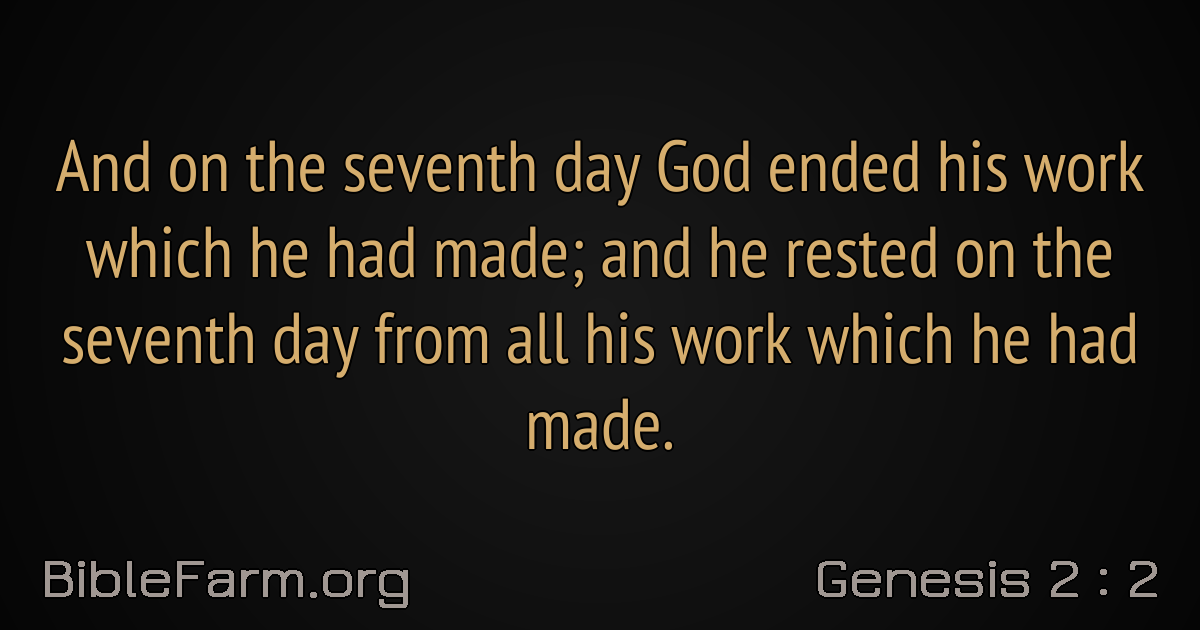 And on the seventh day God ended his work
which he had made; and he rested on the
seventh day from all his work which he had
made.
BibleFarm.org
Genesis 2 : 2